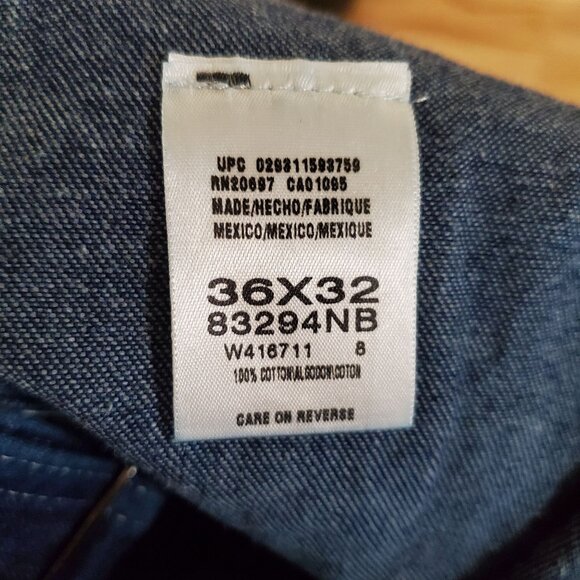 UPC 029311593759
RN20697 CA01095
MADE/HECHO/FABRIQUE
MEXICO/MEXICO/MEXIQUE
36X32
83294NB
W416711 8
100% COTTON\ALGODON\COTON
CARE ON REVERSE